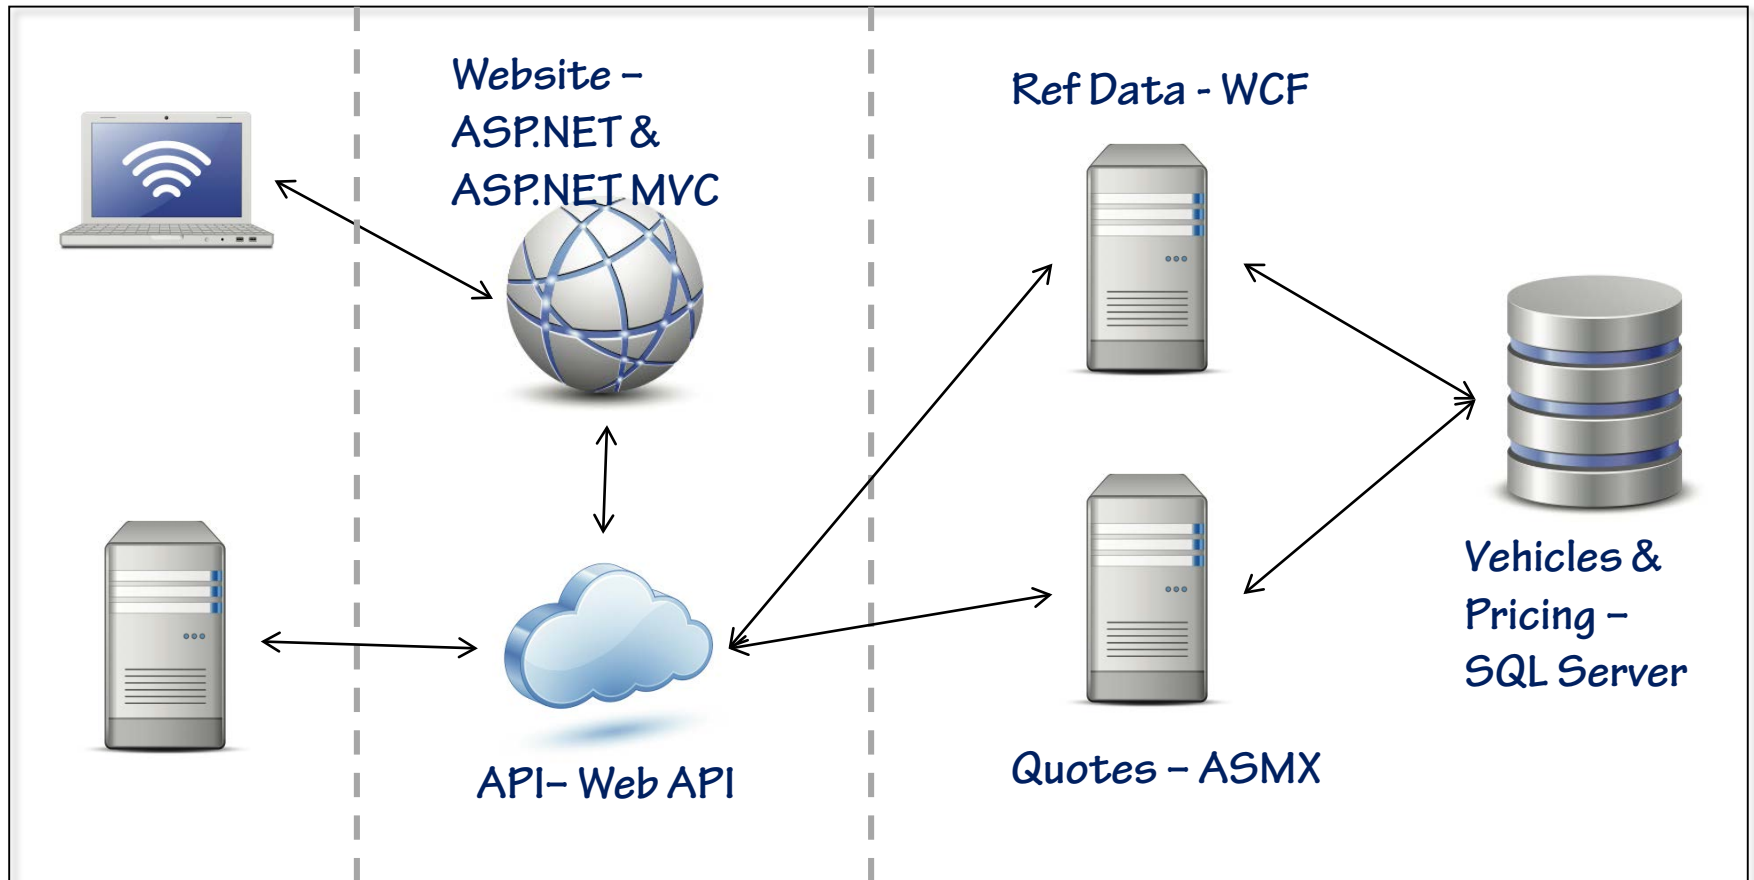 Website –
ASP.NET &
ASP.NET MVC
Ref Data - WCF
Vehicles &
Pricing –
SQL Server
API– Web API
Quotes – ASMX